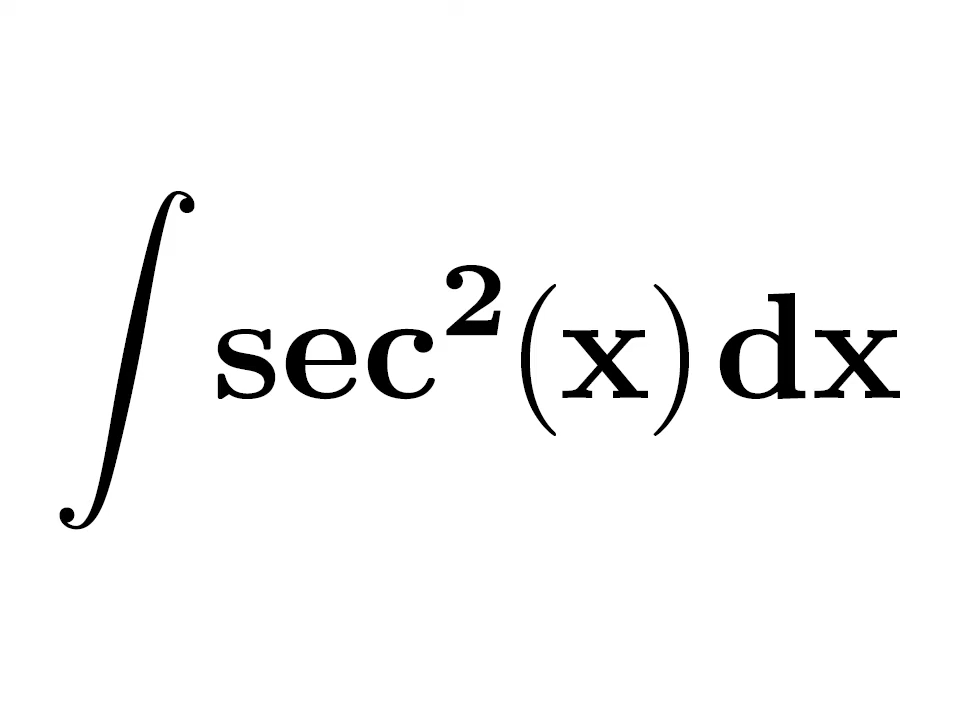 ∫ sec²(x) dx